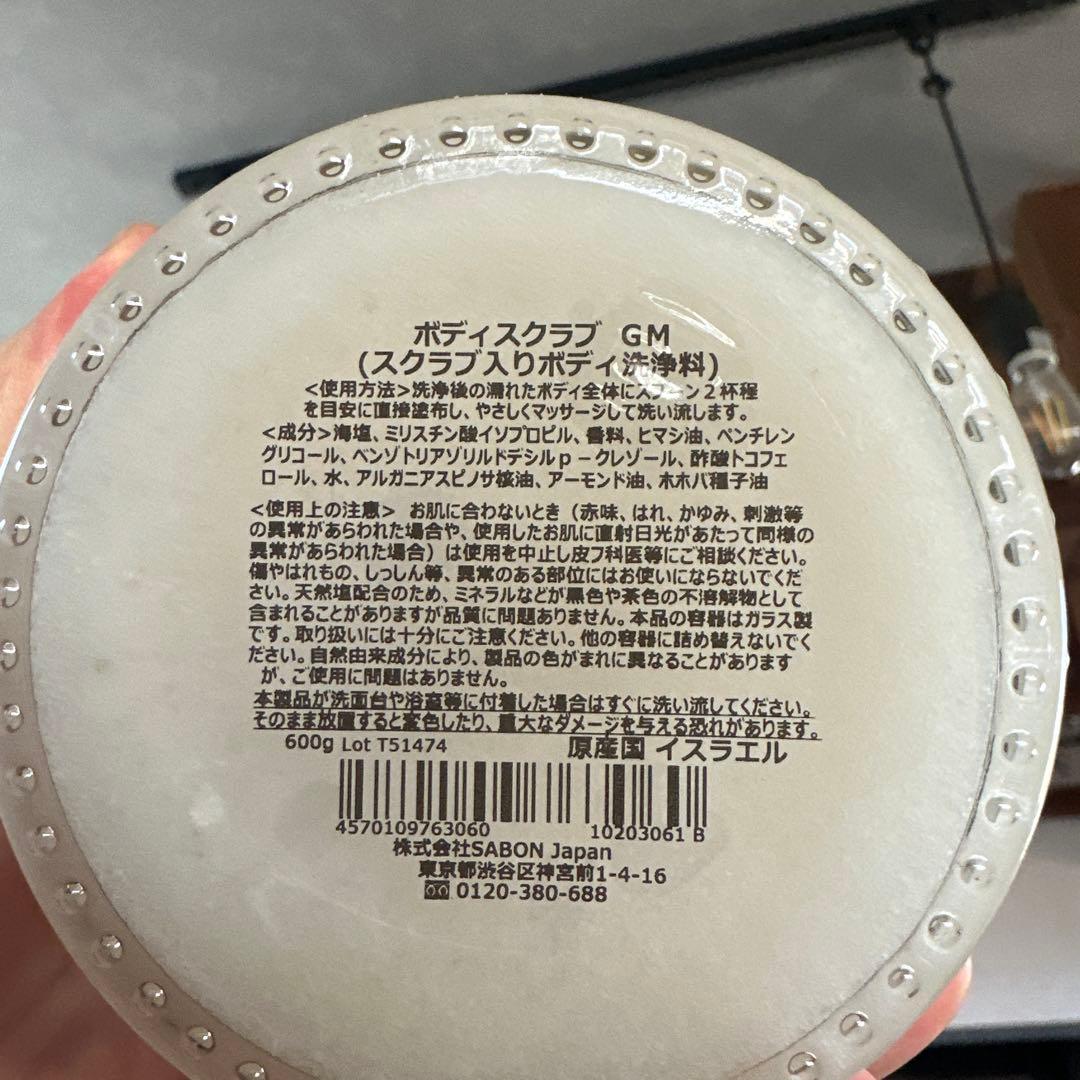 ボディスクラブ GM
(スクラブ入りボディ洗浄料)
<使用方法>洗浄後の濡れたボディ全体にスプーン2杯程
を目安に直接塗布し、やさしくマッサージして洗い流します。
<成分>海塩、ミリスチン酸イソプロピル、香料、ヒマシ油、ペンチレン
グリコール、ベンゾトリアゾリルドデシルp－クレゾール、酢酸トコフェ
ロール、水、アルガニアスピノサ核油、アーモンド油、ホホバ種子油
<使用上の注意> お肌に合わないとき（赤味、はれ、かゆみ、刺激等
の異常があらわれた場合や、使用したお肌に直射日光があたって同様の
異常があらわれた場合）は使用を中止し皮フ科医等にご相談ください。
傷やはれもの、しっしん等、異常のある部位にはお使いにならないでくだ
さい。天然塩配合のため、ミネラルなどが黒色や茶色の不溶解物として
含まれることがありますが品質に問題ありません。本品の容器はガラス製
です。取り扱いには十分にご注意ください。他の容器に詰め替えないでく
ださい。自然由来成分により、製品の色がまれに異なることがあります
が、ご使用に問題はありません。
本製品が洗面台や浴室等に付着した場合はすぐに洗い流してください。
そのまま放置すると変色したり、重大なダメージを与える恐れがあります。
600g Lot T51474 原産国 イスラエル
4570109763060 10203061 B
株式会社SABON Japan
東京都渋谷区神宮前1-4-16
0120-380-688